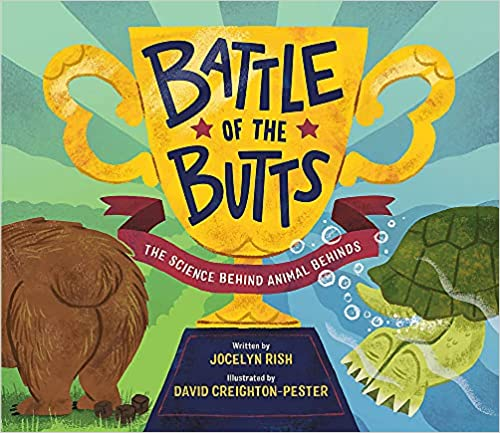 BATTLE
OF THE
BUTTS
THE SCIENCE BEHIND ANIMAL BEHINDS
Written by
JOCELYN RISH
Illustrated by
DAVID CREIGHTON-PESTER